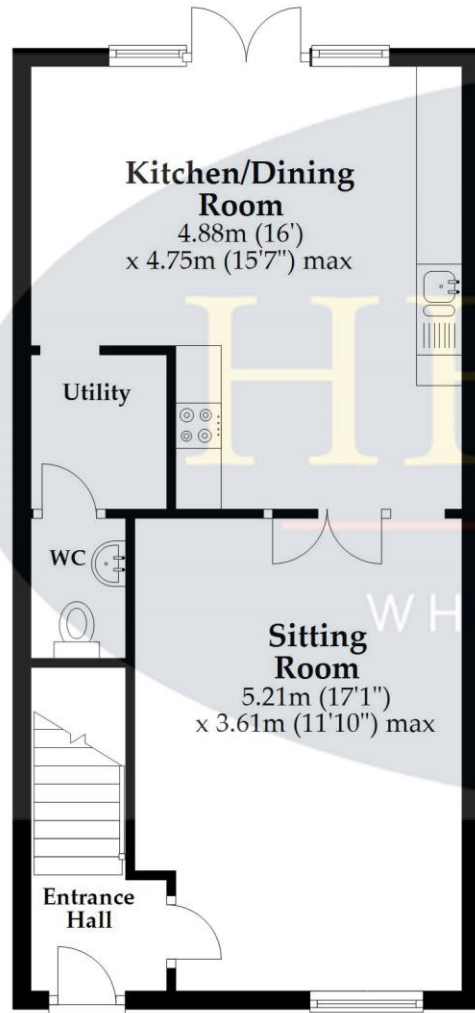 Kitchen/Dining
Room
4.88m (16')
x 4.75m (15'7") max
Utility
WC
WH
Sitting
Room
5.21m (17'1")
x 3.61m (11'10") max
Entrance
Hall